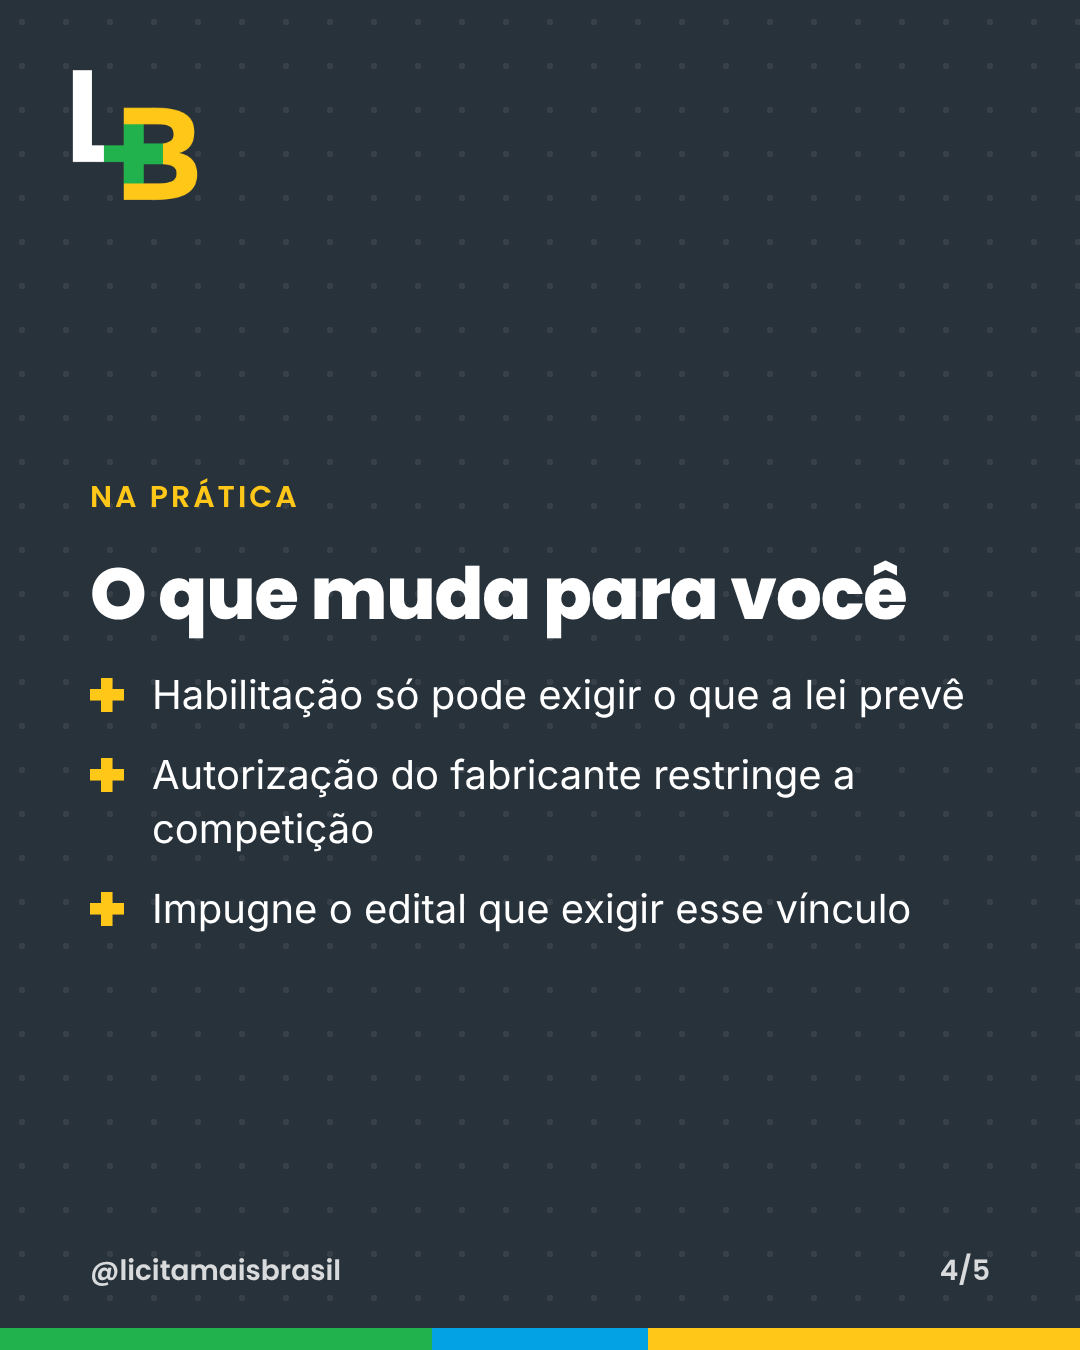 L+B
NA PRÁTICA
O que muda para você
Habilitação só pode exigir o que a lei prevê
Autorização do fabricante restringe a
competição
Impugne o edital que exigir esse vínculo
@licitamaisbrasil
4/5